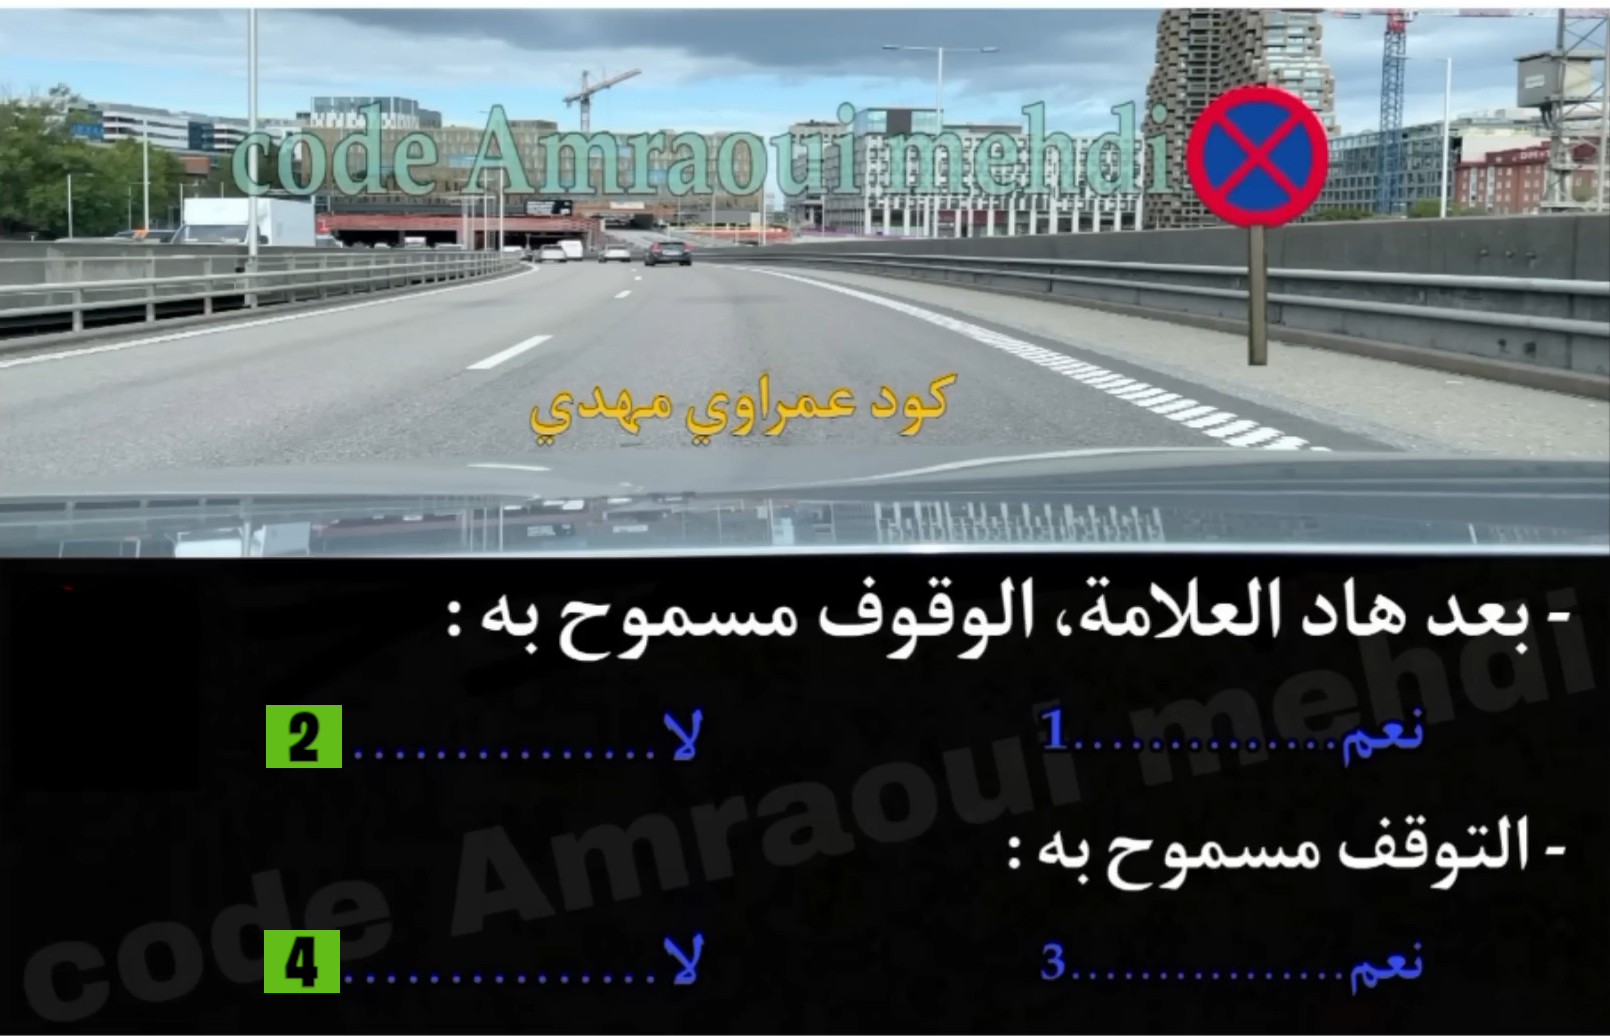 code Amraoui mehdi
كود عمراوي مهدي
- بعد هاد العلامة، الوقوف مسموح به :
نعم..............1 لا ............... 2
- التوقف مسموح به :
نعم..............3 لا ............... 4
code Amraoui mehdi